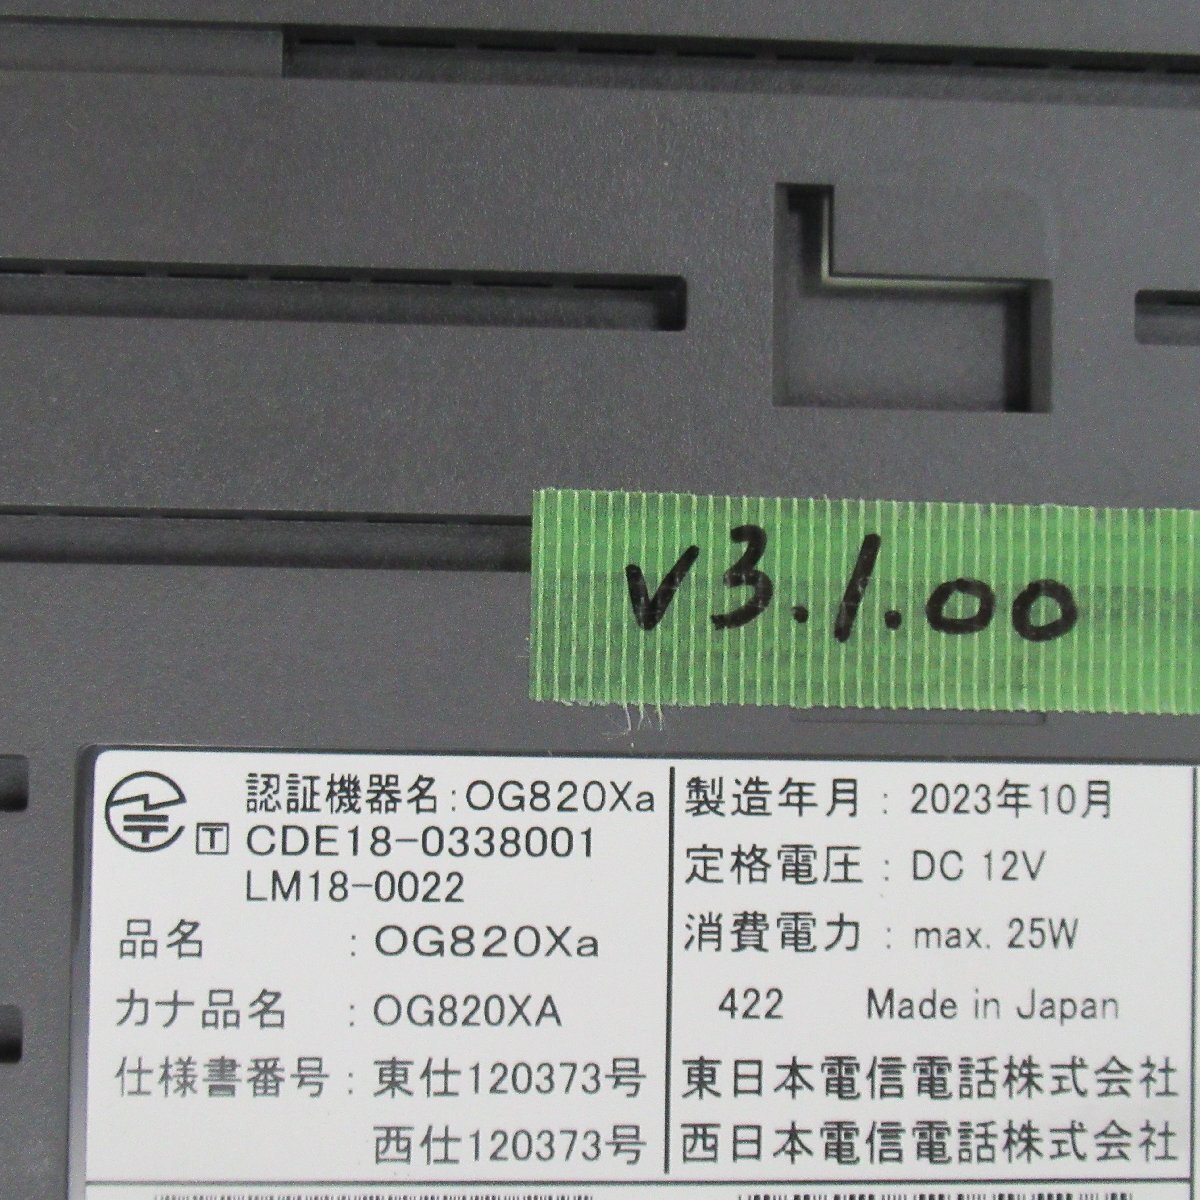 v3.1.00
認証機器名:OG820Xa
T CDE18-0338001
LM18-0022
品名 : OG820Xa
カナ品名 : OG820XA
仕様書番号 : 東仕120373号
西仕120373号
製造年月 : 2023年10月
定格電圧 : DC 12V
消費電力 : max. 25W
422 Made in Japan
東日本電信電話株式会社
西日本電信電話株式会社